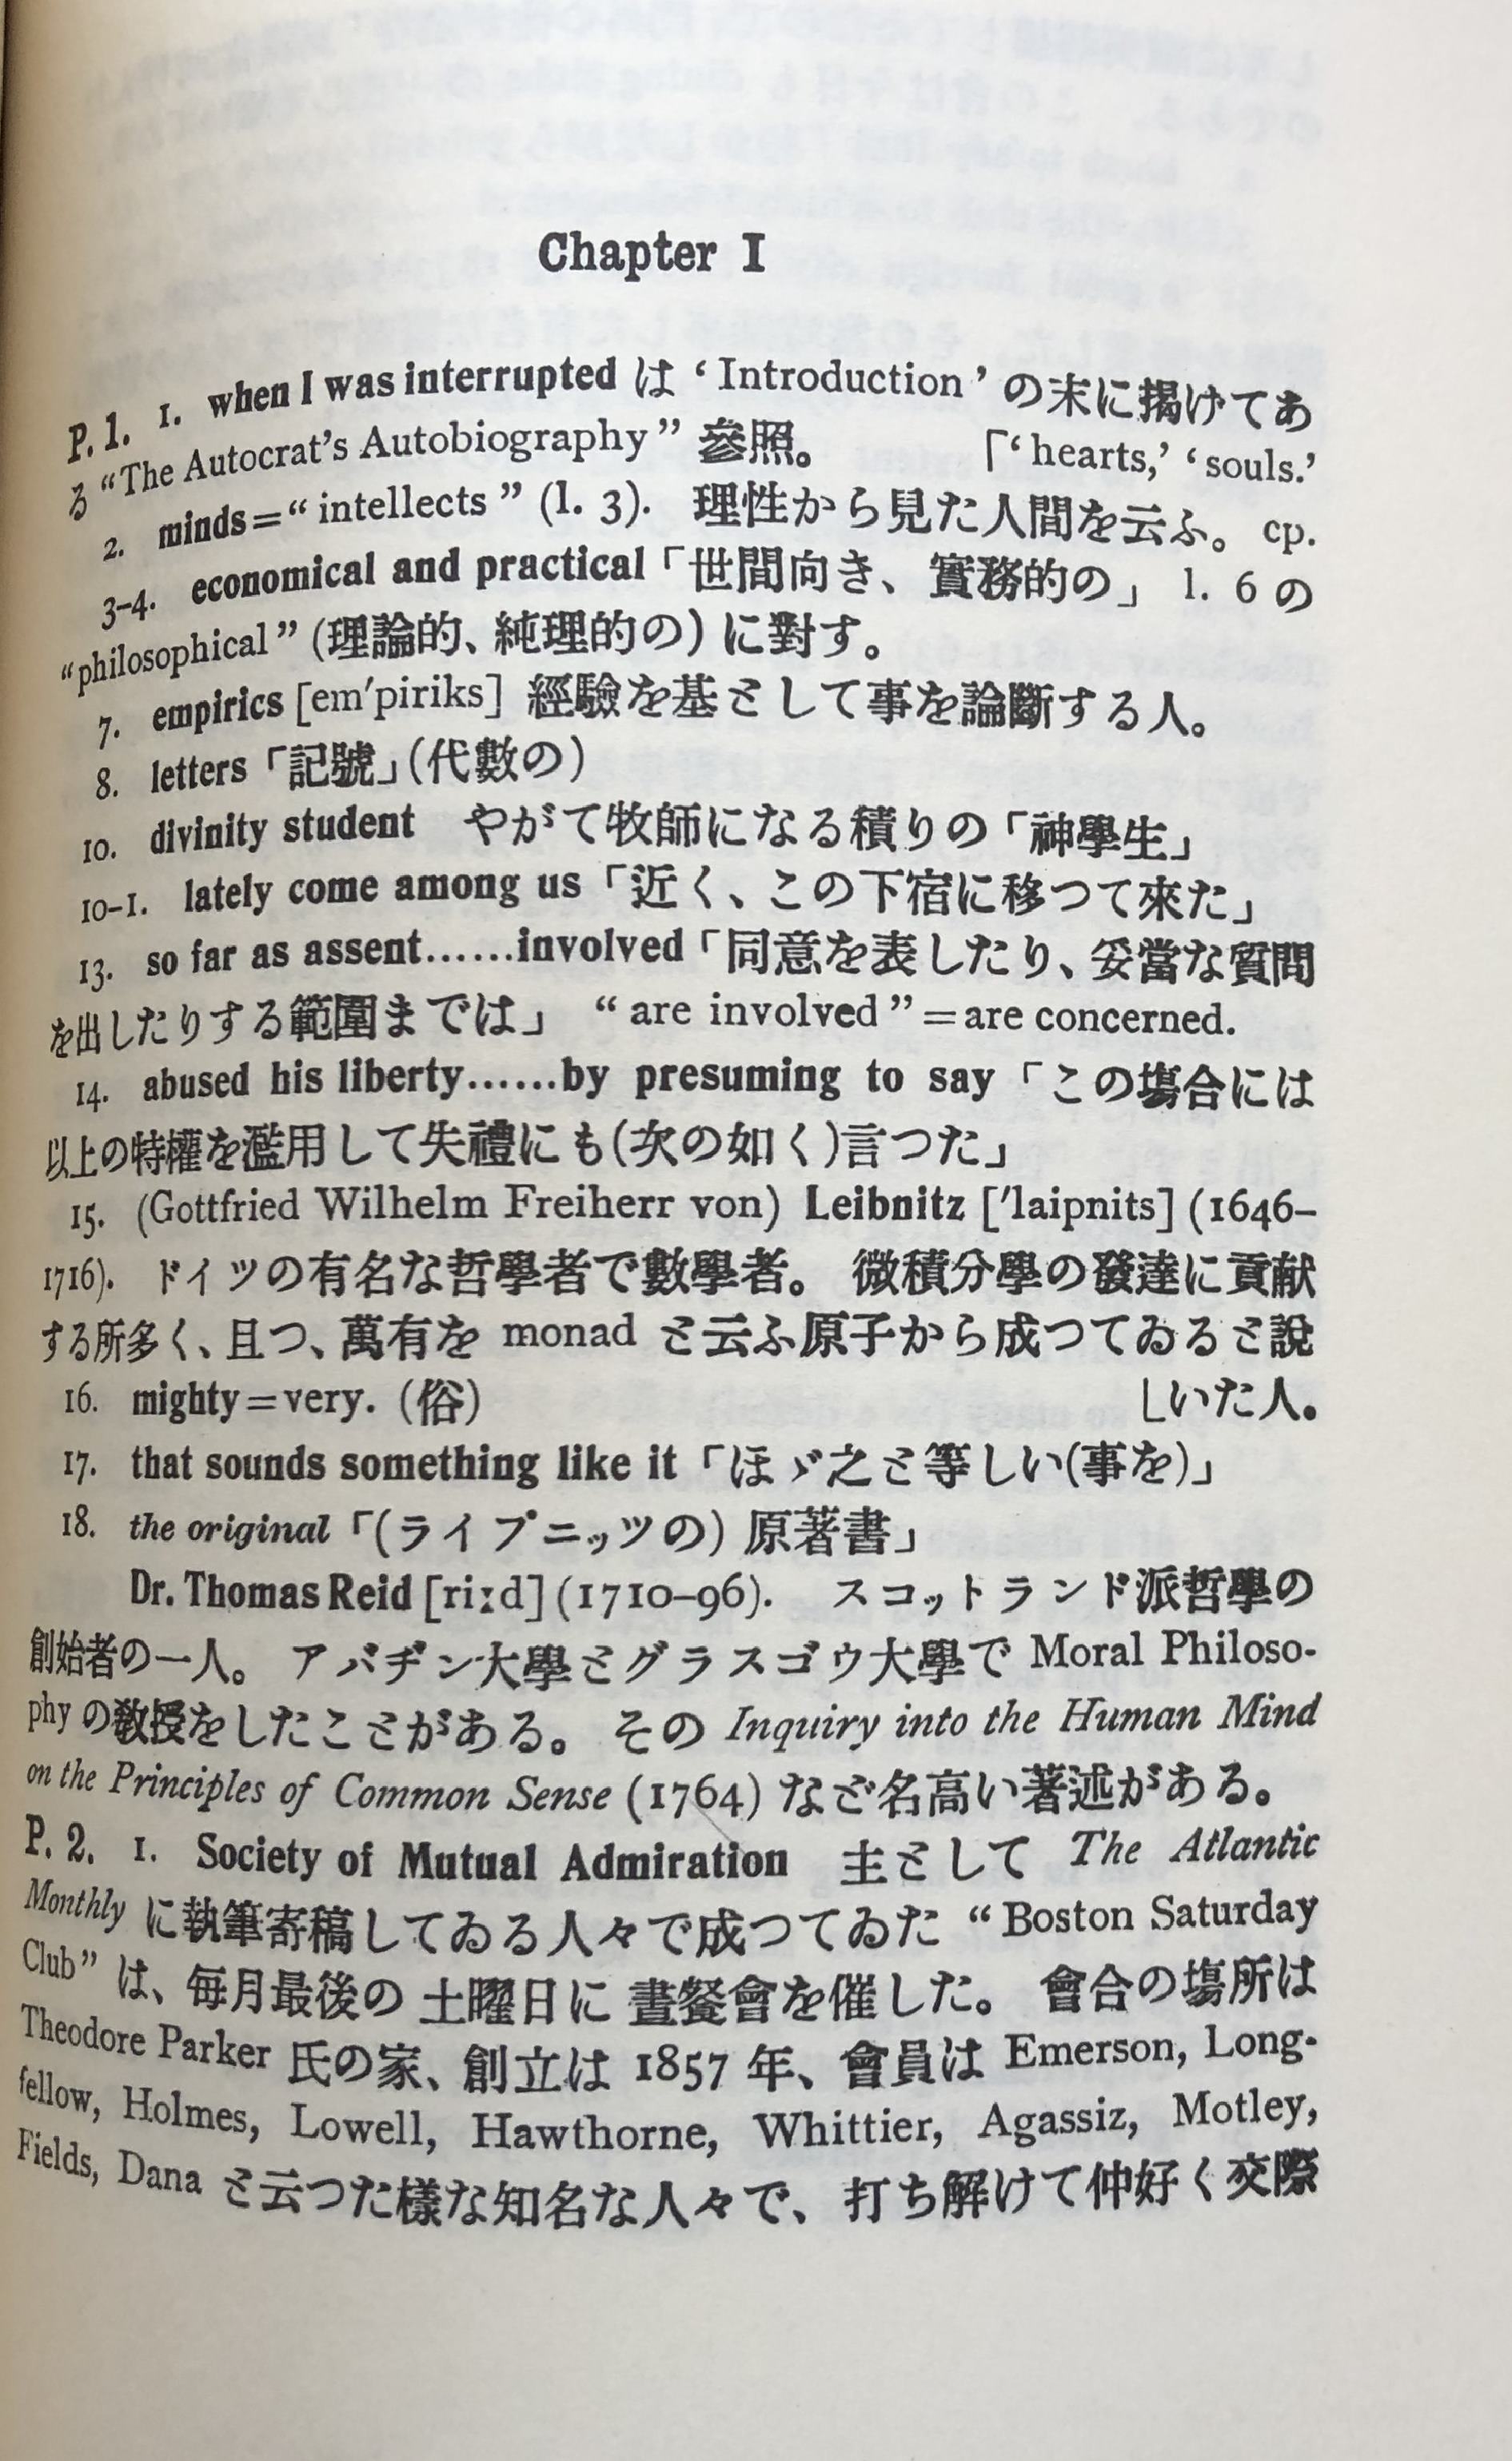 Chapter I
P. 1. 1. when I was interrupted は ‘Introduction’ の末に掲けてあ
る “The Autocrat’s Autobiography” 參照。 「‘hearts,’ ‘souls.’
2. minds=“intellects” (l. 3). 理性から見た人間を云ふ。 cp.
3–4. economical and practical「世間向き、實務的の」 l. 6 の
“philosophical” (理論的、純理的の) に對す。
7. empirics [em′piriks] 經驗を基として事を論斷する人。
8. letters「記號」(代數の)
10. divinity student やがて牧師になる積りの「神學生」
10–1. lately come among us「近く、この下宿に移つて來た」
13. so far as assent……involved「同意を表したり、妥當な質問
を出したりする範圍までは」 “are involved”=are concerned.
14. abused his liberty……by presuming to say「この塲合には
以上の特權を濫用して失禮にも(次の如く)言つた」
15. (Gottfried Wilhelm Freiherr von) Leibnitz [′laipnits] (1646–
1716). ドイツの有名な哲學者で數學者。 微積分學の發達に貢献
する所多く、且つ、萬有を monad と云ふ原子から成つてゐると說
16. mighty=very. (俗) ⌊いた人。
17. that sounds something like it「ほゞ之と等しい(事を)」
18. the original「(ライプニッツの) 原著書」
Dr. Thomas Reid [ri:d] (1710–96). スコットランド派哲學の
創始者の一人。 アバヂン大學とグラスゴウ大學で Moral Philoso-
phy の敎授をしたことがある。 その Inquiry into the Human Mind
on the Principles of Common Sense (1764) など名高い著述がある。
P. 2. 1. Society of Mutual Admiration 主として The Atlantic
Monthly に執筆寄稿してゐる人々で成つてゐた “Boston Saturday
Club” は、毎月最後の土曜日に晝餐會を催した。 會合の塲所は
Theodore Parker 氏の家、創立は 1857 年、會員は Emerson, Long-
fellow, Holmes, Lowell, Hawthorne, Whittier, Agassiz, Motley,
Fields, Dana と云つた樣な知名な人々で、打ち解けて仲好く交際